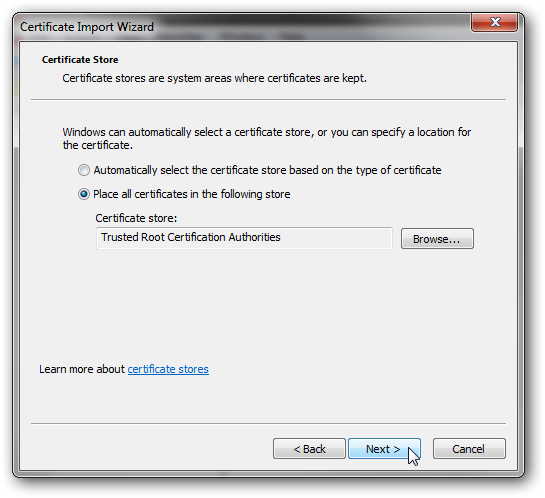 Certificate Import Wizard
Certificate Store
Certificate stores are system areas where certificates are kept.
Windows can automatically select a certificate store, or you can specify a location for
the certificate.
Automatically select the certificate store based on the type of certificate
Place all certificates in the following store
Certificate store:
Trusted Root Certification Authorities
Browse...
Learn more about certificate stores
< Back
Next >
Cancel